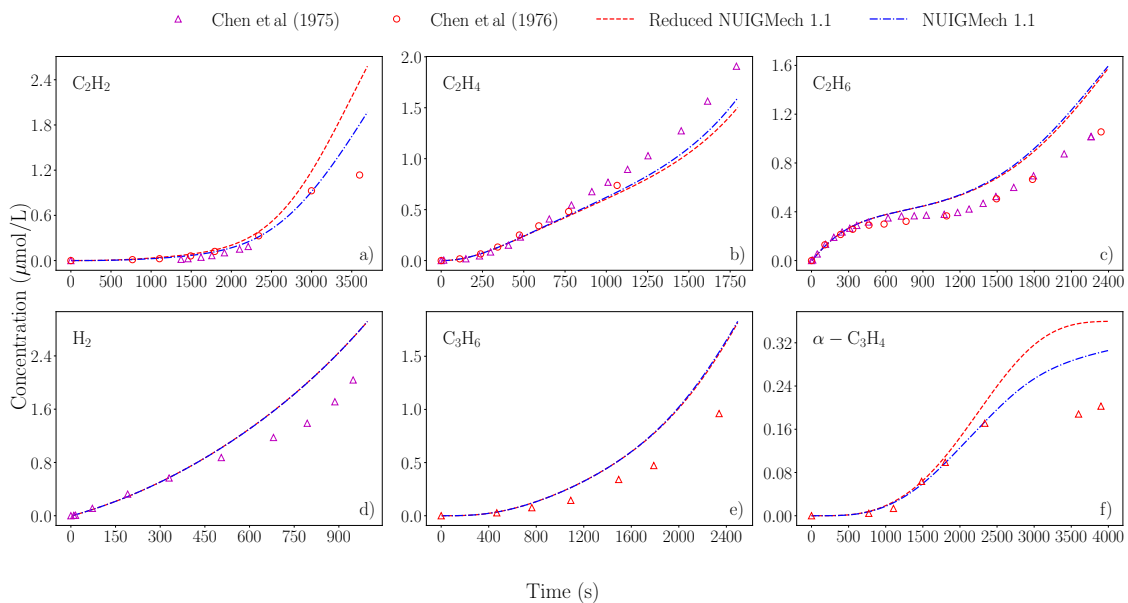 Chen et al (1975) Chen et al (1976) Reduced NUIGMech 1.1 NUIGMech 1.1
Concentration (μmol/L)
C₂H₂
2.4
1.8
1.2
0.6
0.0
a)
0 500 1000 1500 2000 2500 3000 3500
C₂H₄
2.0
1.5
1.0
0.5
0.0
b)
0 250 500 750 1000 1250 1500 1750
C₂H₆
1.6
1.2
0.8
0.4
0.0
c)
0 300 600 900 1200 1500 1800 2100 2400
H₂
2.4
1.6
0.8
0.0
d)
0 150 300 450 600 750 900
C₃H₆
1.5
1.0
0.5
0.0
e)
0 400 800 1200 1600 2000 2400
α − C₃H₄
0.32
0.24
0.16
0.08
0.00
f)
0 500 1000 1500 2000 2500 3000 3500 4000
Time (s)